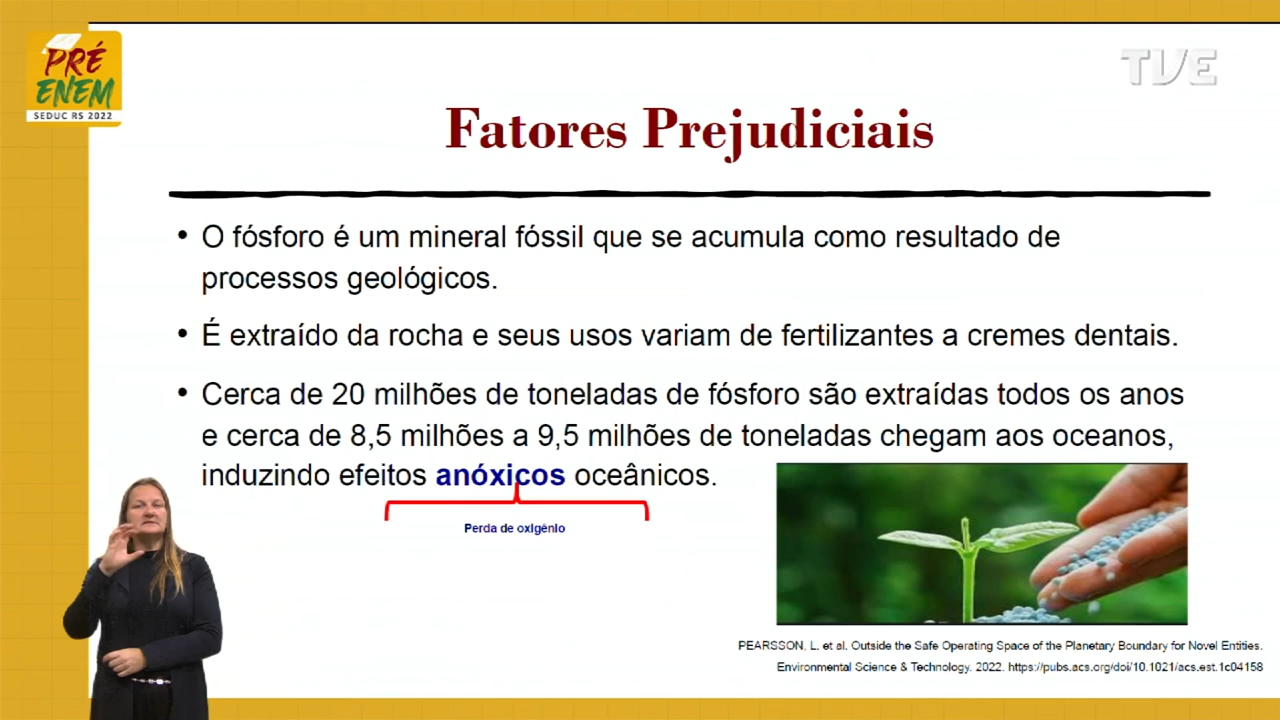 PRÉ
ENEM
SEDUC RS 2022
TVE
Fatores Prejudiciais
• O fósforo é um mineral fóssil que se acumula como resultado de
processos geológicos.
• É extraído da rocha e seus usos variam de fertilizantes a cremes dentais.
• Cerca de 20 milhões de toneladas de fósforo são extraídas todos os anos
e cerca de 8,5 milhões a 9,5 milhões de toneladas chegam aos oceanos,
induzindo efeitos anóxicos oceânicos.
Perda de oxigênio
PEARSSON, L. et al. Outside the Safe Operating Space of the Planetary Boundary for Novel Entities.
Environmental Science & Technology. 2022. https://pubs.acs.org/doi/10.1021/acs.est.1c04158